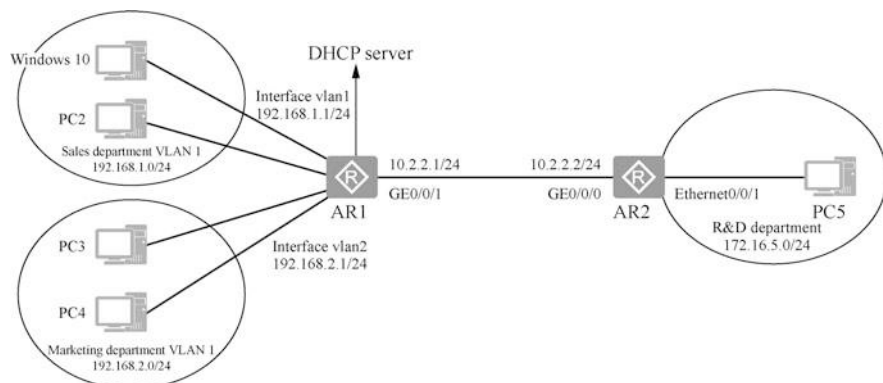 DHCP server
Windows 10
Interface vlan1
192.168.1.1/24
PC2
Sales department VLAN 1
192.168.1.0/24
10.2.2.1/24
10.2.2.2/24
R
R
GE0/0/1
GE0/0/0
Ethernet0/0/1
AR1
AR2
PC5
R&D department
172.16.5.0/24
PC3
Interface vlan2
192.168.2.1/24
PC4
Marketing department VLAN 1
192.168.2.0/24